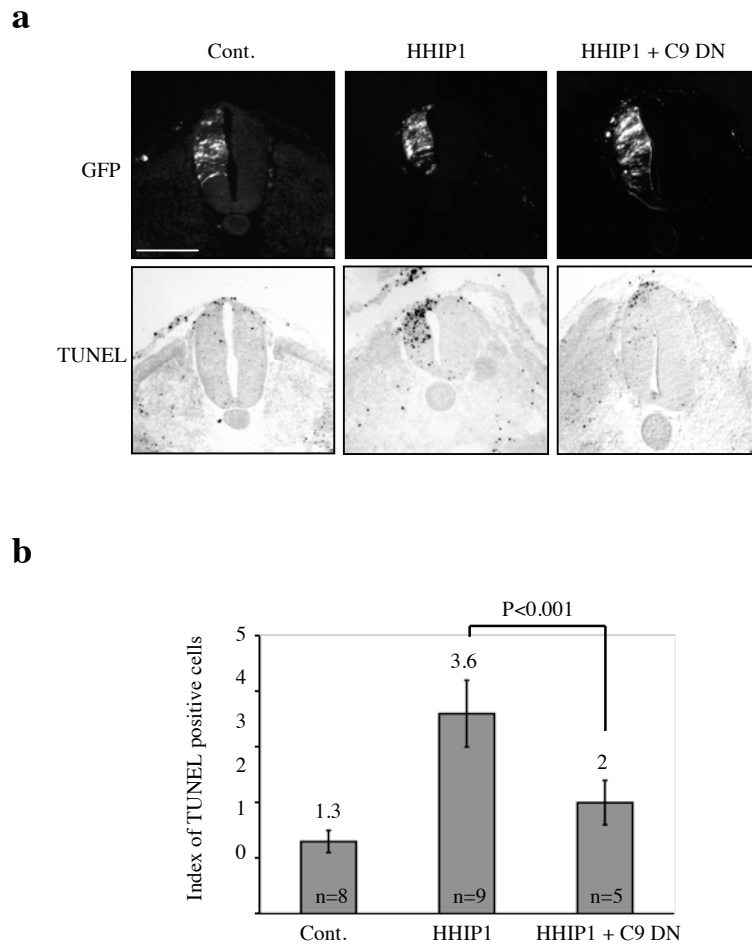 a
Cont.
HHIP1
HHIP1 + C9 DN
GFP
TUNEL
b
P<0.001
Index of TUNEL positive cells
5
4
3
2
1
0
1.3
3.6
2
n=8
n=9
n=5
Cont.
HHIP1
HHIP1 + C9 DN